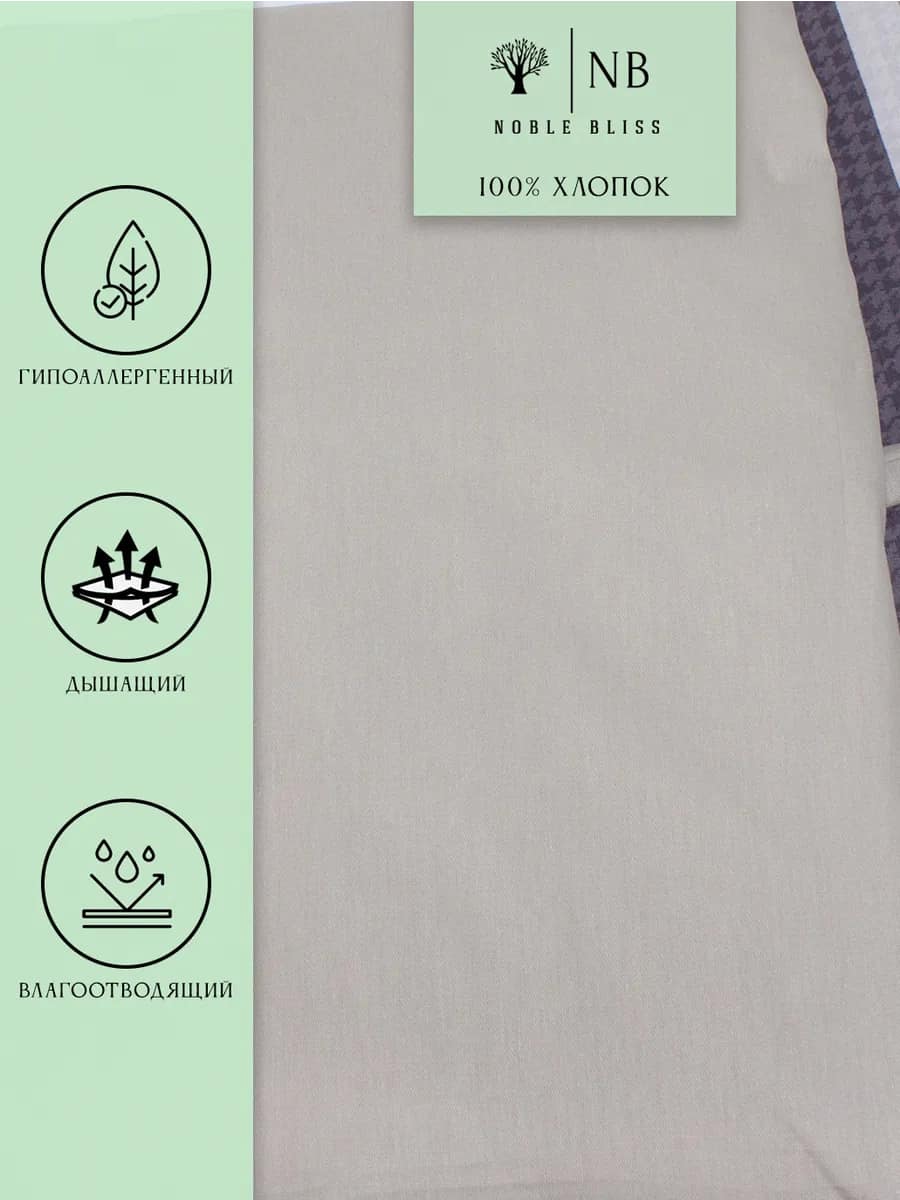 NB
NOBLE BLISS
100% ХЛОПОК
ГИПОАЛЛЕРГЕННЫЙ
ДЫШАЩИЙ
ВЛАГООТВОДЯЩИЙ